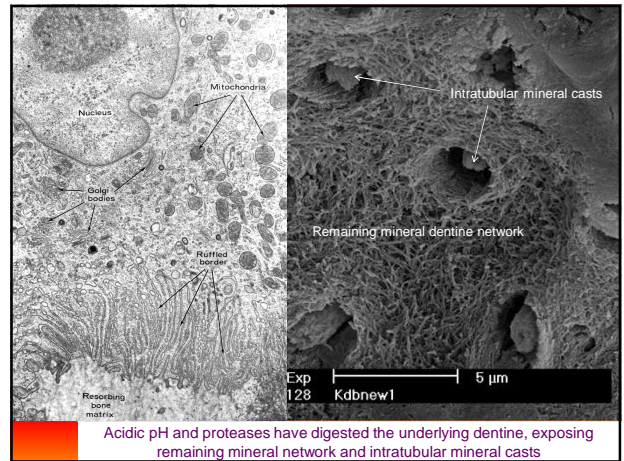 Nucleus
Mitochondria
Golgi
bodies
Ruffled
border
Resorbing
bone
matrix
Intratubular mineral casts
Remaining mineral dentine network
Exp
5 µm
128 Kdbnew1
Acidic pH and proteases have digested the underlying dentine, exposing
remaining mineral network and intratubular mineral casts